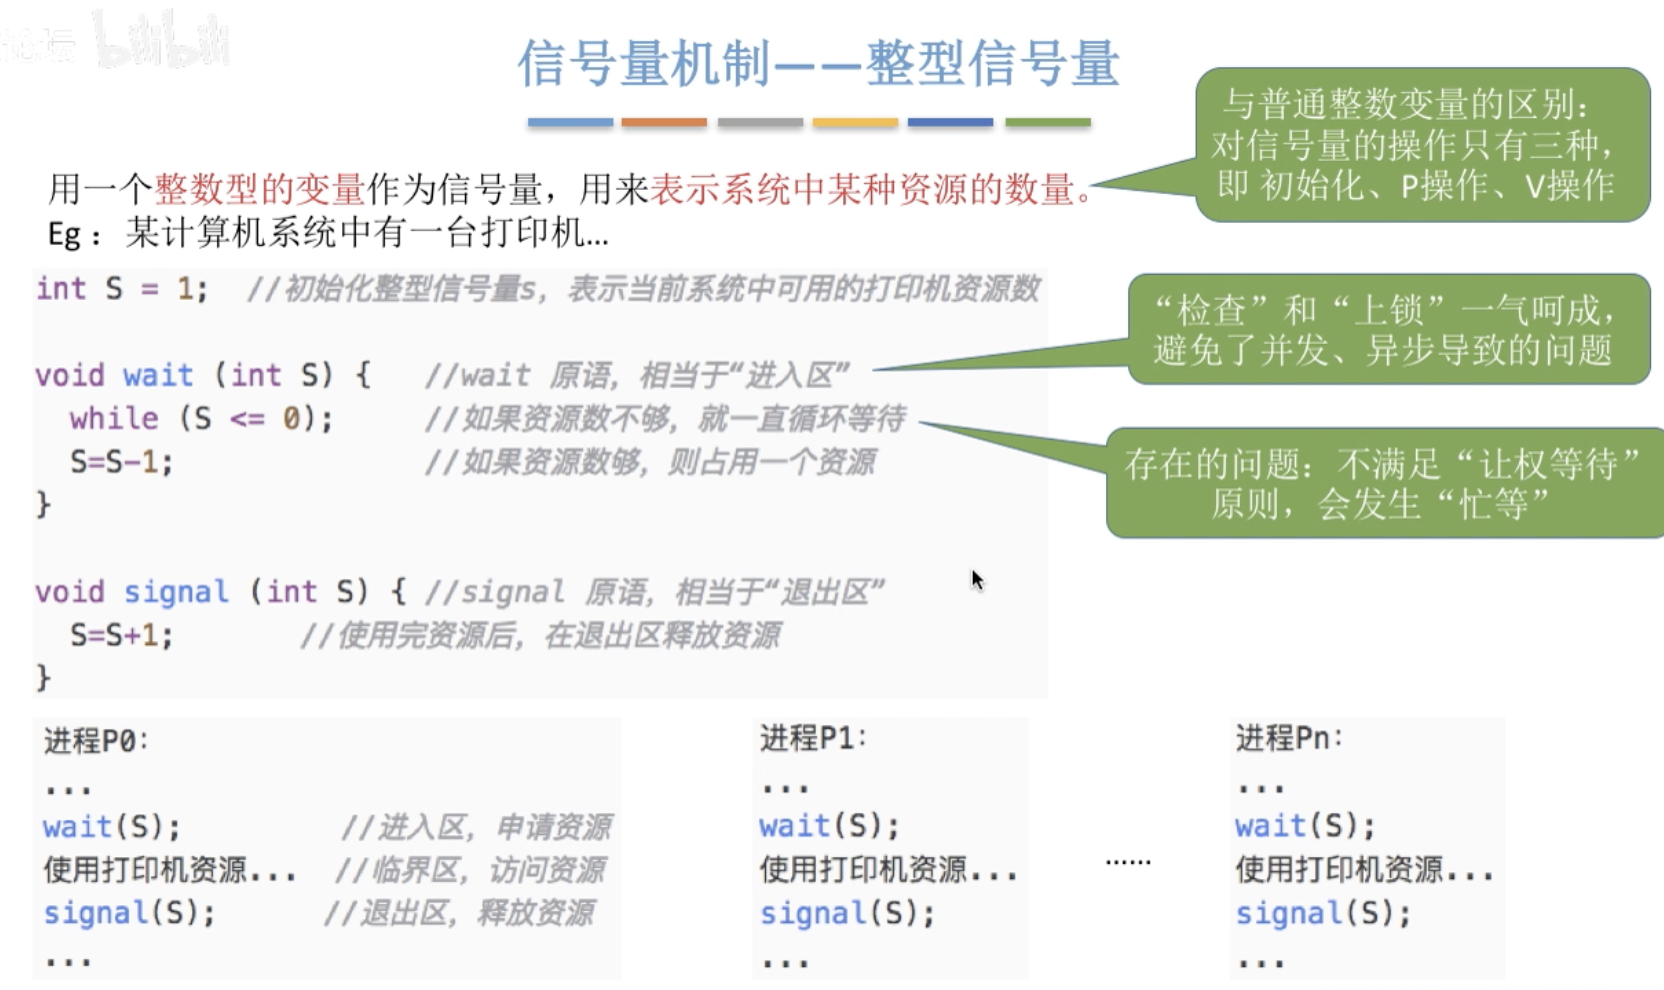 论坛 bilibili
信号量机制——整型信号量
与普通整数变量的区别：
对信号量的操作只有三种，
即 初始化、P操作、V操作
用一个整数型的变量作为信号量，用来表示系统中某种资源的数量。
Eg：某计算机系统中有一台打印机...
int S = 1;  //初始化整型信号量s，表示当前系统中可用的打印机资源数
“检查”和“上锁”一气呵成，
避免了并发、异步导致的问题
void wait (int S) {   //wait 原语，相当于“进入区”
  while (S <= 0);     //如果资源数不够，就一直循环等待
  S=S-1;              //如果资源数够，则占用一个资源
}
存在的问题：不满足“让权等待”
原则，会发生“忙等”
void signal (int S) { //signal 原语，相当于“退出区”
  S=S+1;       //使用完资源后，在退出区释放资源
}
进程P0：
...
wait(S);         //进入区，申请资源
使用打印机资源...  //临界区，访问资源
signal(S);       //退出区，释放资源
...
进程P1：
...
wait(S);
使用打印机资源...
signal(S);
...
......
进程Pn：
...
wait(S);
使用打印机资源...
signal(S);
...